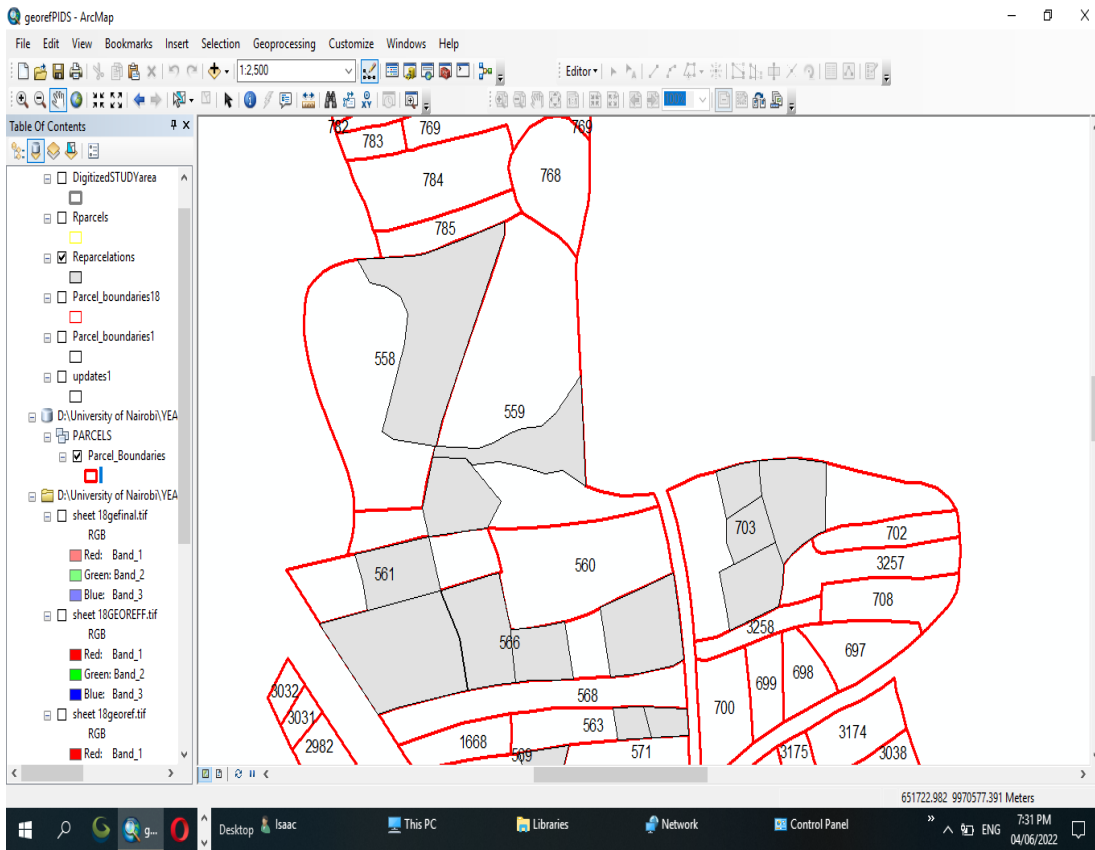 georefPIDS - ArcMap
File Edit View Bookmarks Insert Selection Geoprocessing Customize Windows Help
1:2,500
Editor
Table Of Contents
DigitizedSTUDYarea
Rparcels
Reparcelations
Parcel_boundaries18
Parcel_boundaries1
updates1
D:\University of Nairobi\YEA
PARCELS
Parcel_Boundaries
D:\University of Nairobi\YEA
sheet 18gefinal.tif
RGB
Red: Band_1
Green: Band_2
Blue: Band_3
sheet 18GEOREFF.tif
RGB
Red: Band_1
Green: Band_2
Blue: Band_3
sheet 18georef.tif
RGB
Red: Band_1
782
769
769
783
784
768
785
558
559
703
702
3257
560
561
708
3258
566
697
698
699
3032
568
700
3031
563
3174
2982
1668
569
571
3175
3038
651722.982 9970577.391 Meters
g...
Desktop
Isaac
This PC
Libraries
Network
Control Panel
ENG
7:31 PM
04/06/2022